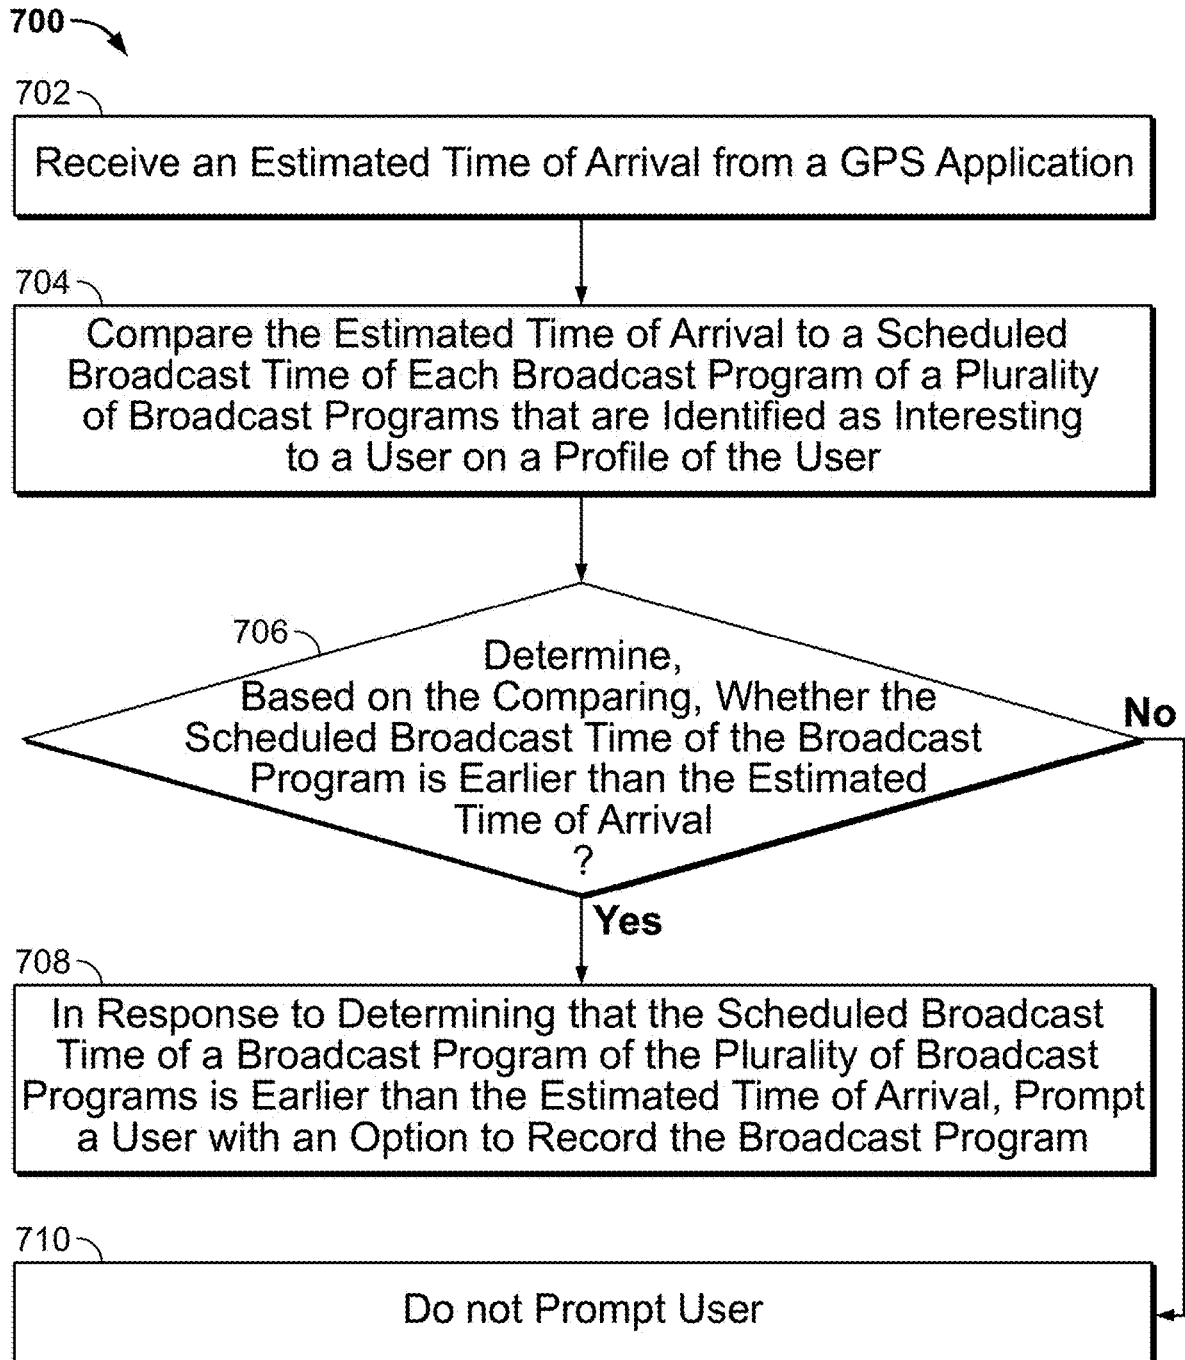 700
702
Receive an Estimated Time of Arrival from a GPS Application
704
Compare the Estimated Time of Arrival to a Scheduled
Broadcast Time of Each Broadcast Program of a Plurality
of Broadcast Programs that are Identified as Interesting
to a User on a Profile of the User
706
Determine,
Based on the Comparing, Whether the
Scheduled Broadcast Time of the Broadcast
Program is Earlier than the Estimated
Time of Arrival
?
No
Yes
708
In Response to Determining that the Scheduled Broadcast
Time of a Broadcast Program of the Plurality of Broadcast
Programs is Earlier than the Estimated Time of Arrival, Prompt
a User with an Option to Record the Broadcast Program
710
Do not Prompt User